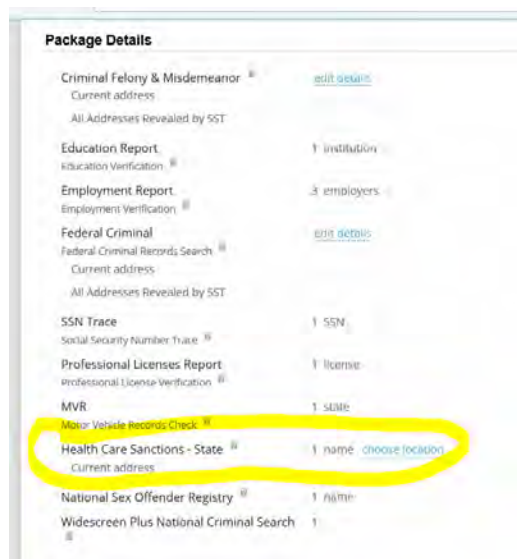 Package Details
Criminal Felony & Misdemeanor edit details
Current address
All Addresses Revealed by SST
Education Report 1 institution
Education Verification
Employment Report 3 employers
Employment Verification
Federal Criminal edit details
Federal Criminal Records Search
Current address
All Addresses Revealed by SST
SSN Trace 1 SSN
Social Security Number Trace
Professional Licenses Report 1 license
Professional License Verification
MVR 1 state
Motor Vehicle Records Check
Health Care Sanctions - State 1 name choose location
Current address
National Sex Offender Registry 1 name
Widescreen Plus National Criminal Search 1